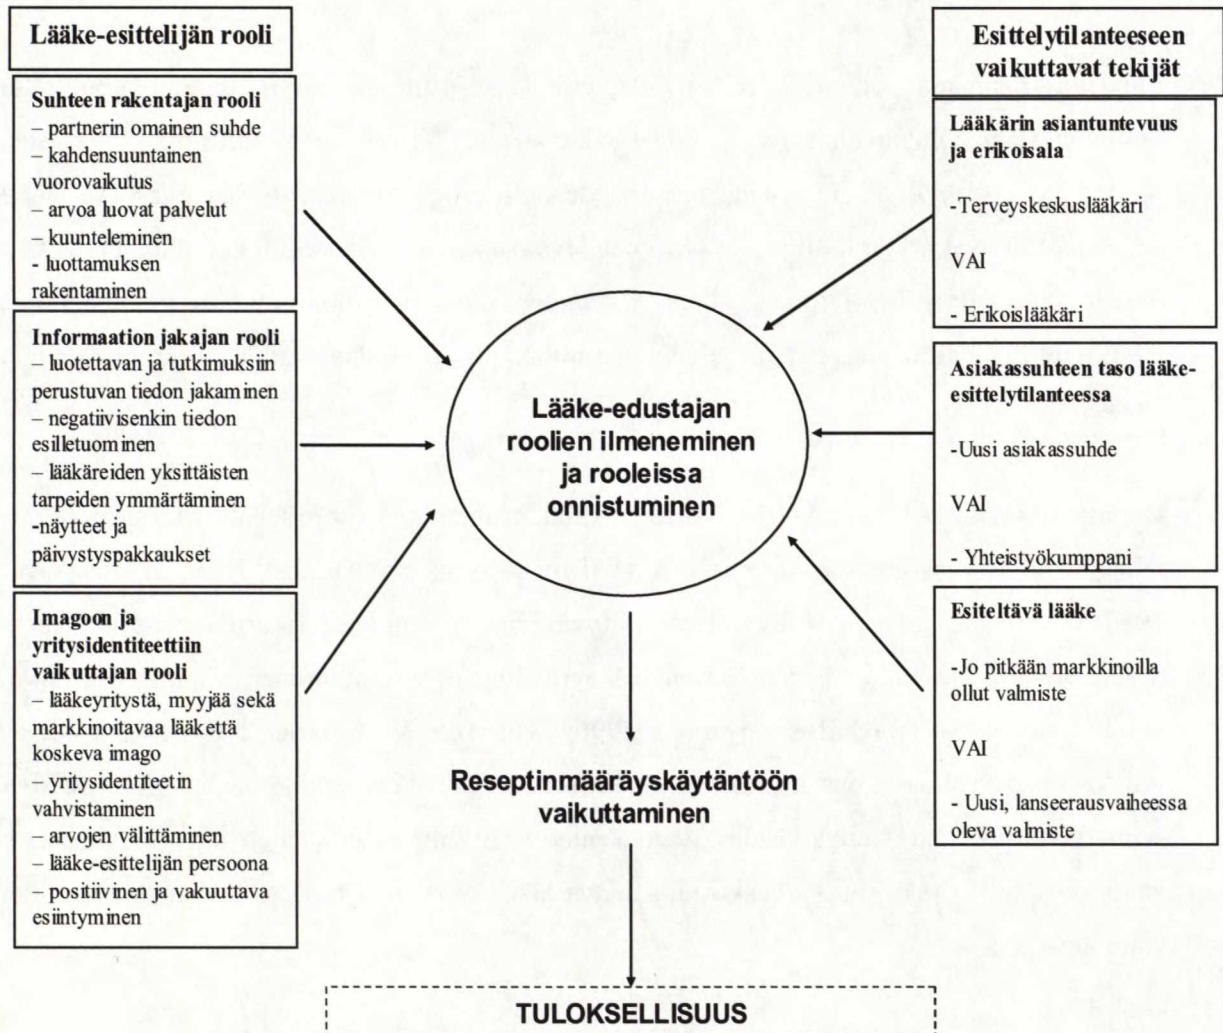 Lääke-esittelijän rooli
Suhteen rakentajan rooli
– partnerin omainen suhde
– kahdensuuntainen
vuorovaikutus
– arvoa luovat palvelut
– kuunteleminen
- luottamuksen
rakentaminen
Informaation jakajan rooli
– luotettavan ja tutkimuksiin
perustuvan tiedon jakaminen
– negatiivisenkin tiedon
esilletuominen
– lääkäreiden yksittäisten
tarpeiden ymmärtäminen
-näytteet ja
päivystyspakkaukset
Imagoon ja
yritysidentiteettiin
vaikuttajan rooli
– lääkeyritystä, myyjää sekä
markkinoitavaa lääkettä
koskeva imago
– yritysidentiteetin
vahvistaminen
– arvojen välittäminen
– lääke-esittelijän persoona
– positiivinen ja vakuuttava
esiintyminen
Lääke-edustajan
roolien ilmeneminen
ja rooleissa
onnistuminen
Reseptinmääräyskäytäntöön
vaikuttaminen
TULOKSELLISUUS
Esittelytilanteeseen
vaikuttavat tekijät
Lääkärin asiantuntevuus
ja erikoisala
-Terveyskeskuslääkäri
VAI
- Erikoislääkäri
Asiakassuhteen taso lääke-
esittelytilanteessa
-Uusi asiakassuhde
VAI
- Yhteistyökumppani
Esiteltävä lääke
-Jo pitkään markkinoilla
ollut valmiste
VAI
- Uusi, lanseerausvaiheessa
oleva valmiste